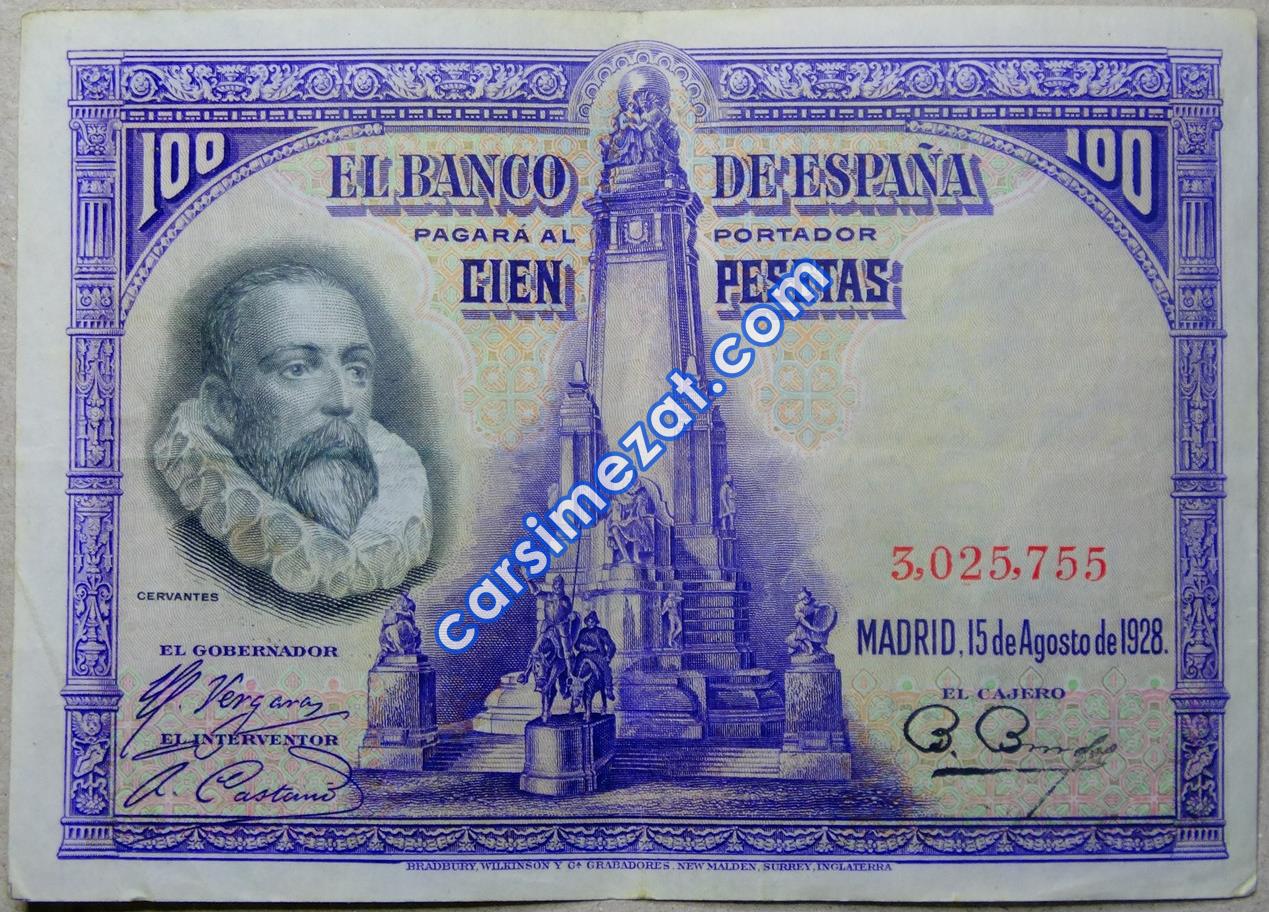 100
100
EL BANCO DE ESPAÑA
PAGARÁ AL PORTADOR
CIEN PESETAS
carsimezat.com
3,025,755
CERVANTES
MADRID, 15 de Agosto de 1928.
EL GOBERNADOR
Vergara
EL CAJERO
EL INTERVENTOR
A. Castaño
BRADBURY, WILKINSON Y Cª GRABADORES. NEW MALDEN, SURREY, INGLATERRA